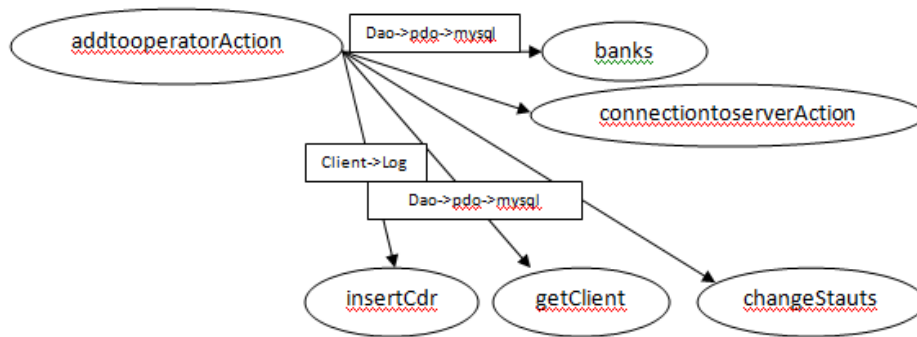 addtooperatorAction
Dao->pdo->mysql
banks
connectiontoserverAction
Client->Log
Dao->pdo->mysql
insertCdr
getClient
changeStauts